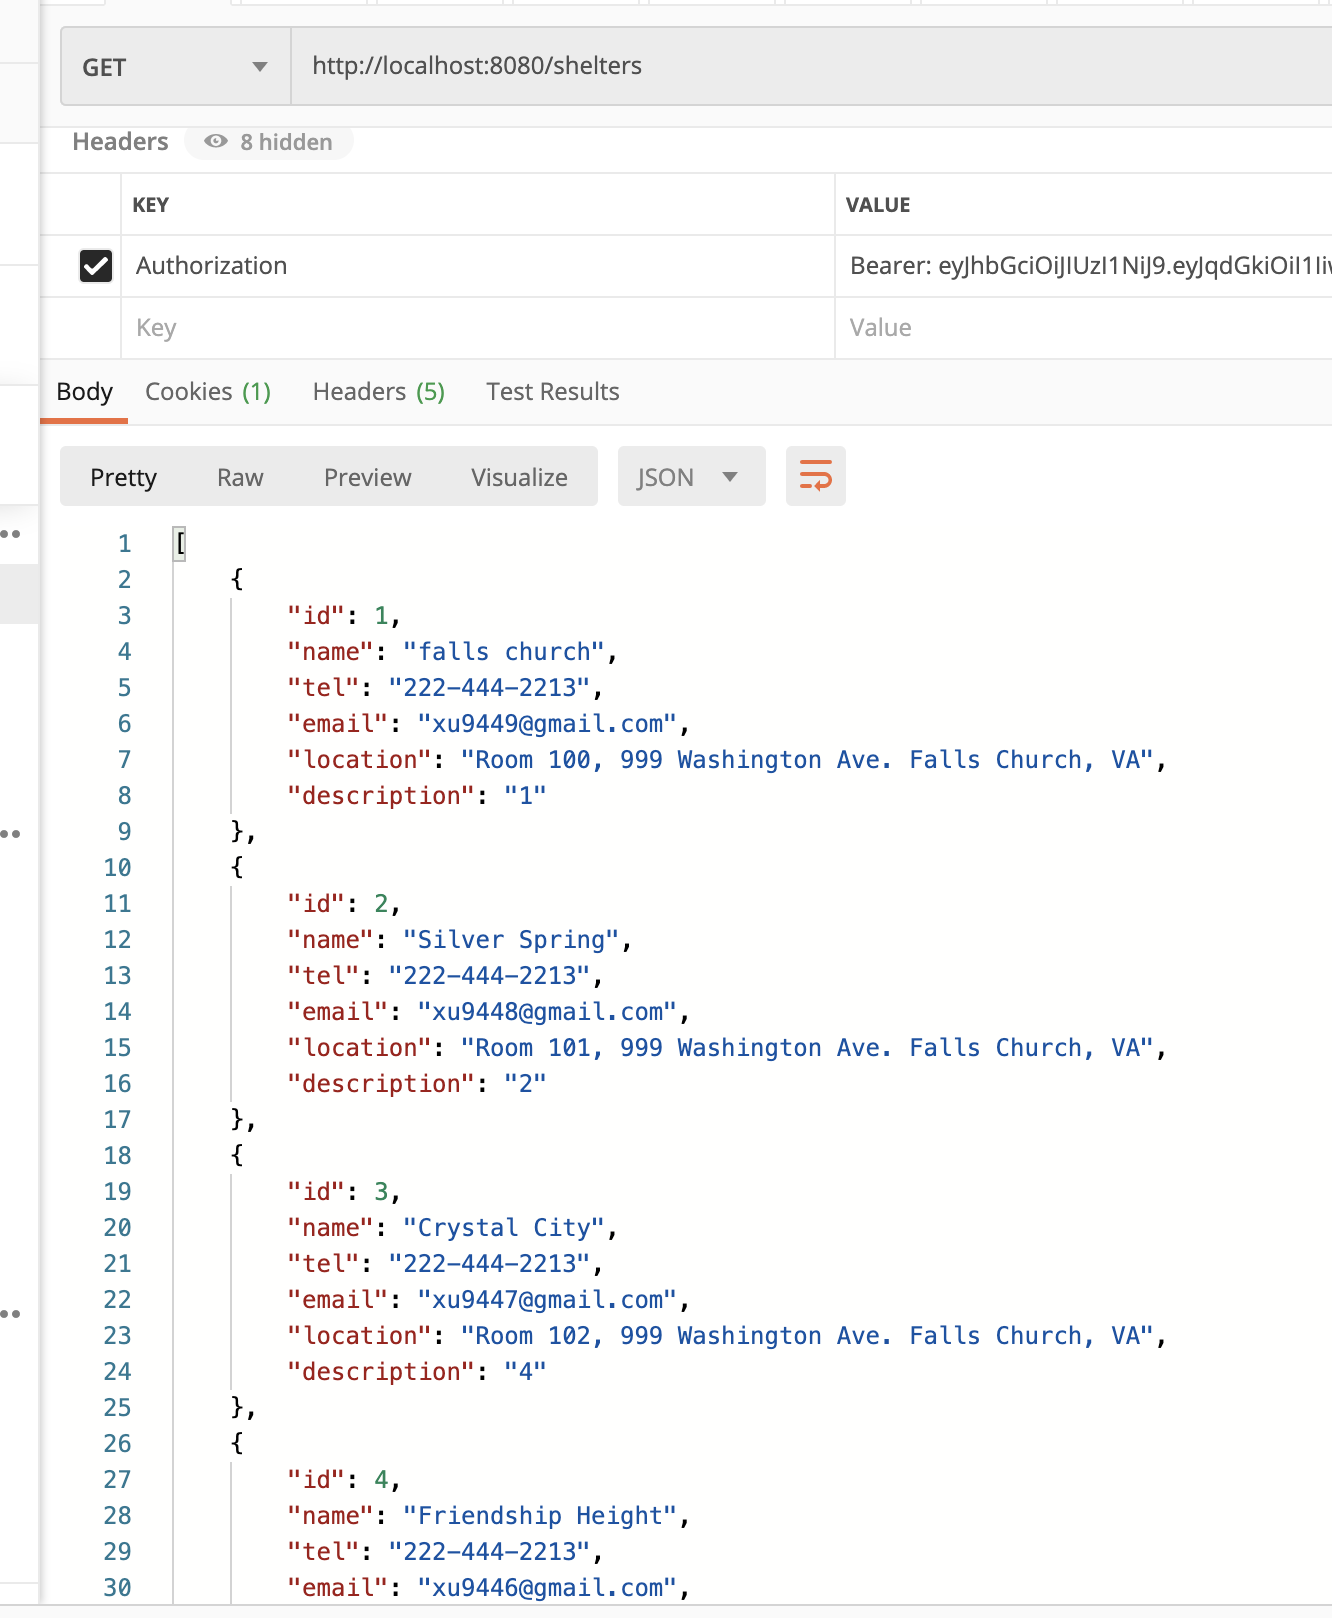 GET http://localhost:8080/shelters
Headers 8 hidden
KEY VALUE
Authorization Bearer: eyJhbGciOiJIUzI1NiJ9.eyJqdGkiOiI1Iiw
Key Value
Body Cookies (1) Headers (5) Test Results
Pretty Raw Preview Visualize JSON
1 [
2 {
3 "id": 1,
4 "name": "falls church",
5 "tel": "222-444-2213",
6 "email": "xu9449@gmail.com",
7 "location": "Room 100, 999 Washington Ave. Falls Church, VA",
8 "description": "1"
9 },
10 {
11 "id": 2,
12 "name": "Silver Spring",
13 "tel": "222-444-2213",
14 "email": "xu9448@gmail.com",
15 "location": "Room 101, 999 Washington Ave. Falls Church, VA",
16 "description": "2"
17 },
18 {
19 "id": 3,
20 "name": "Crystal City",
21 "tel": "222-444-2213",
22 "email": "xu9447@gmail.com",
23 "location": "Room 102, 999 Washington Ave. Falls Church, VA",
24 "description": "4"
25 },
26 {
27 "id": 4,
28 "name": "Friendship Height",
29 "tel": "222-444-2213",
30 "email": "xu9446@gmail.com",